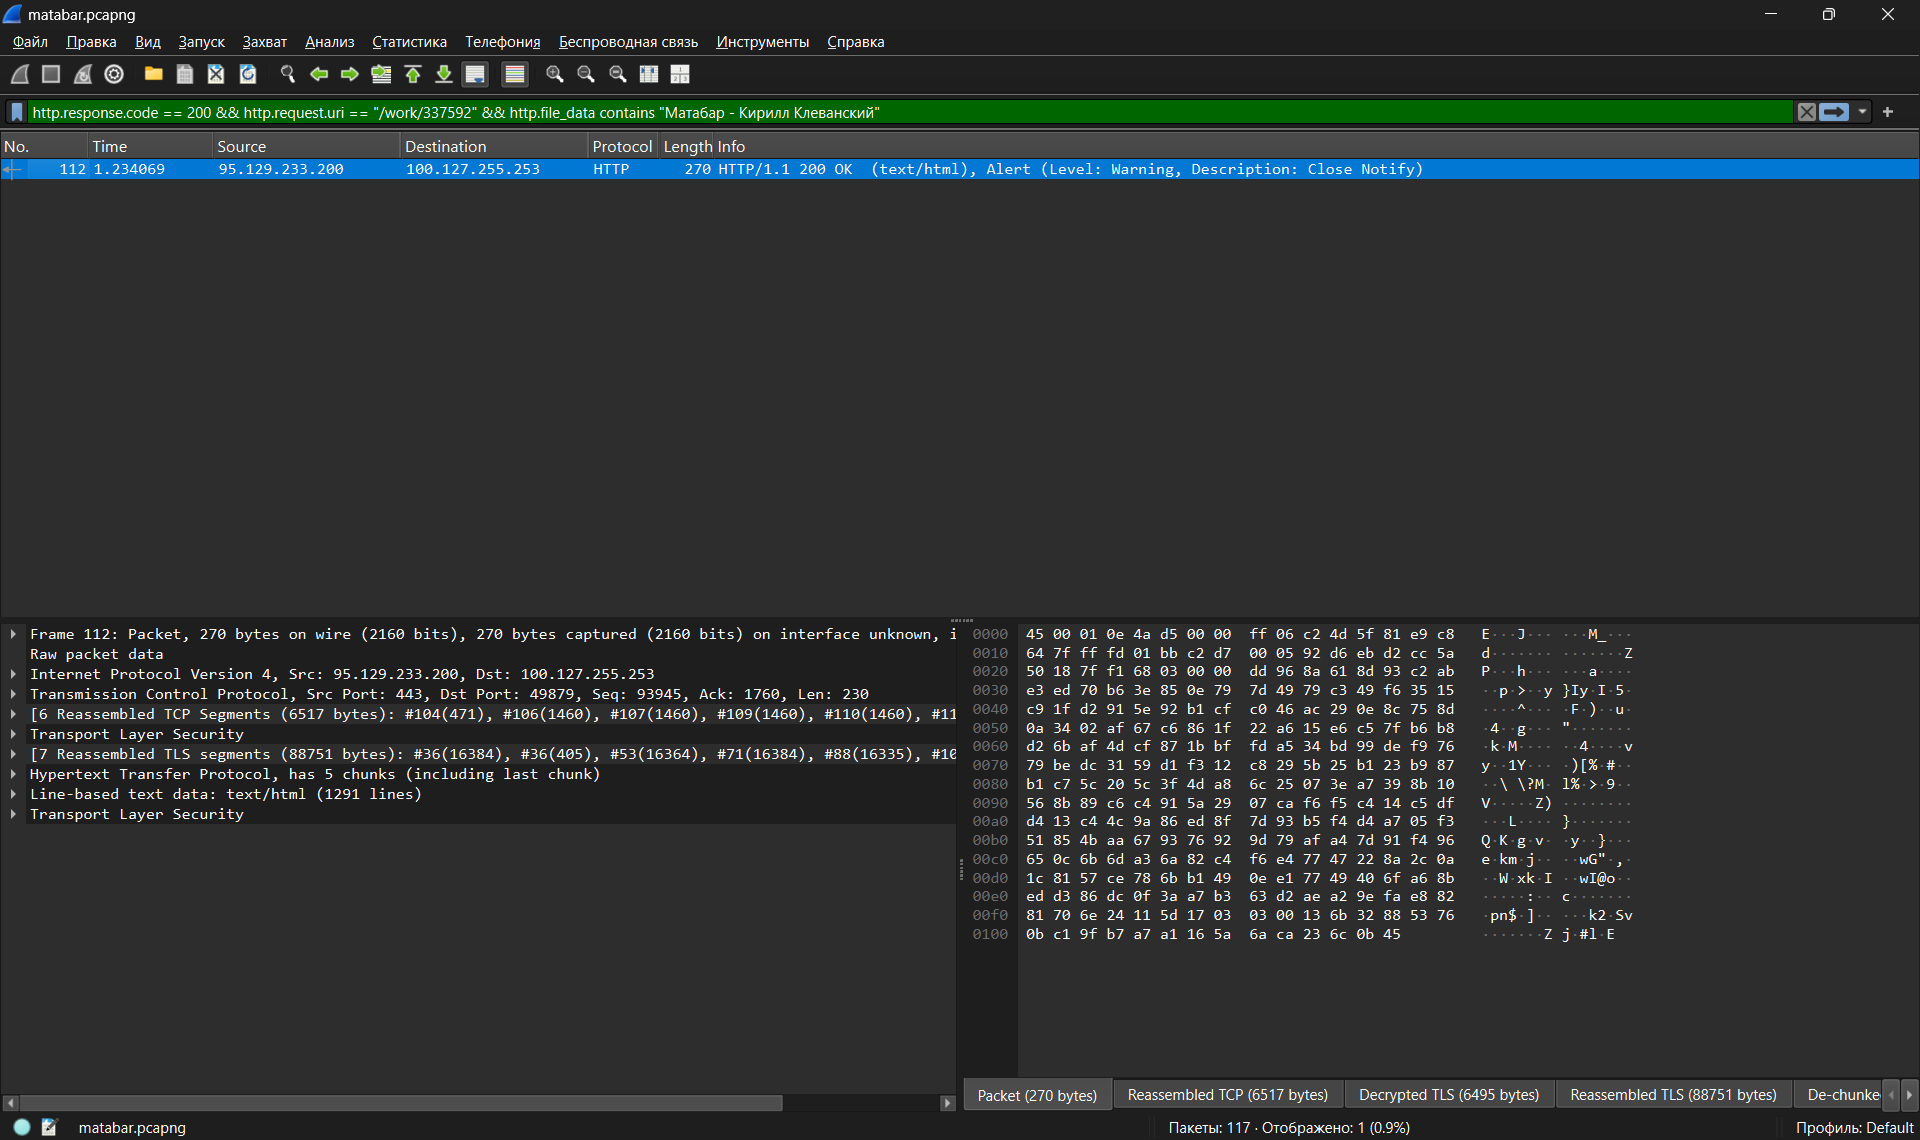 matabar.pcapng
Файл Правка Вид Запуск Захват Анализ Статистика Телефония Беспроводная связь Инструменты Справка
http.response.code == 200 && http.request.uri == "/work/337592" && http.file_data contains "Матабар - Кирилл Клеванский"
No. Time Source Destination Protocol Length Info
112 1.234069 95.129.233.200 100.127.255.253 HTTP 270 HTTP/1.1 200 OK (text/html), Alert (Level: Warning, Description: Close Notify)
Frame 112: Packet, 270 bytes on wire (2160 bits), 270 bytes captured (2160 bits) on interface unknown, i
Raw packet data
Internet Protocol Version 4, Src: 95.129.233.200, Dst: 100.127.255.253
Transmission Control Protocol, Src Port: 443, Dst Port: 49879, Seq: 93945, Ack: 1760, Len: 230
[6 Reassembled TCP Segments (6517 bytes): #104(471), #106(1460), #107(1460), #109(1460), #110(1460), #11
Transport Layer Security
[7 Reassembled TLS segments (88751 bytes): #36(16384), #36(405), #53(16364), #71(16384), #88(16335), #10
Hypertext Transfer Protocol, has 5 chunks (including last chunk)
Line-based text data: text/html (1291 lines)
Transport Layer Security
0000 45 00 01 0e 4a d5 00 00 ff 06 c2 4d 5f 81 e9 c8 E···J··· ···M_···
0010 64 7f ff fd 01 bb c2 d7 00 05 92 d6 eb d2 cc 5a d······· ·······Z
0020 50 18 7f f1 68 03 00 00 dd 96 8a 61 8d 93 c2 ab P···h··· ···a····
0030 e3 ed 70 b6 3e 85 0e 79 7d 49 79 c3 49 f6 35 15 ··p·>··y }Iy·I·5·
0040 c9 1f d2 91 5e 92 b1 cf c0 46 ac 29 0e 8c 75 8d ····^··· ·F·)··u·
0050 0a 34 02 af 67 c6 86 1f 22 a6 15 e6 c5 7f b6 b8 ·4··g··· "·······
0060 d2 6b af 4d cf 87 1b bf fd a5 34 bd 99 de f9 76 ·k·M···· ··4····v
0070 79 be dc 31 59 d1 f3 12 c8 29 5b 25 b1 23 b9 87 y··1Y··· ·)[%·#··
0080 b1 c7 5c 20 5c 3f 4d a8 6c 25 07 3e a7 39 8b 10 ··\ \?M· l%·>·9··
0090 56 8b 89 c6 c4 91 5a 29 07 ca f6 f5 c4 14 c5 df V·····Z) ········
00a0 d4 13 c4 4c 9a 86 ed 8f 7d 93 b5 f4 d4 a7 05 f3 ···L···· }·······
00b0 51 85 4b aa 67 93 76 92 9d 79 af a4 7d 91 f4 96 Q·K·g·v· ·y··}···
00c0 65 0c 6b 6d a3 6a 82 c4 f6 e4 77 47 22 8a 2c 0a e·km·j·· ··wG"·,·
00d0 1c 81 57 ce 78 6b b1 49 0e e1 77 49 40 6f a6 8b ··W·xk·I ··wI@o··
00e0 ed d3 86 dc 0f 3a a7 b3 63 d2 ae a2 9e fa e8 82 ·····:·· c·······
00f0 81 70 6e 24 11 5d 17 03 03 00 13 6b 32 88 53 76 ·pn$·]·· ···k2·Sv
0100 0b c1 9f b7 a7 a1 16 5a 6a ca 23 6c 0b 45 ·······Z j·#l·E
Packet (270 bytes) Reassembled TCP (6517 bytes) Decrypted TLS (6495 bytes) Reassembled TLS (88751 bytes) De-chunke
matabar.pcapng Пакеты: 117 · Отображено: 1 (0.9%) Профиль: Default